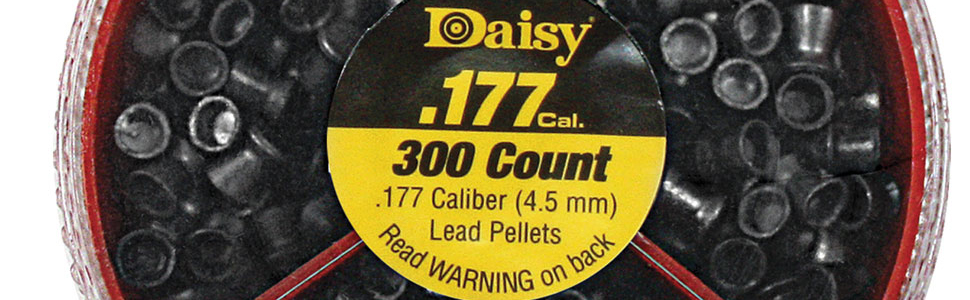 Daisy
.177 Cal.
300 Count
.177 Caliber (4.5 mm)
Lead Pellets
Read WARNING on back